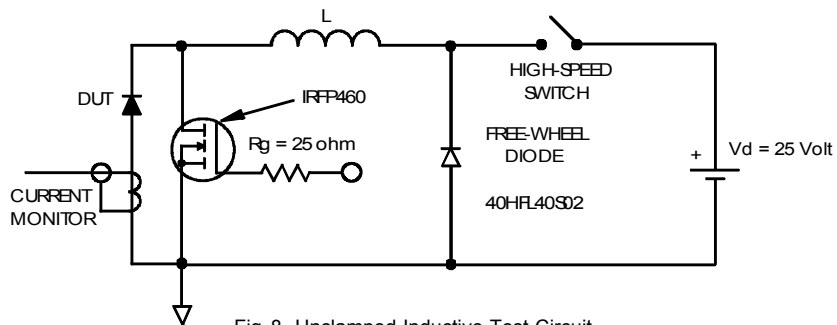 L
HIGH-SPEED
SWITCH
DUT
IRFP460
Rg = 25 ohm
FREE-WHEEL
DIODE
+
Vd = 25 Volt
CURRENT
MONITOR
40HFL40S02
Fig. 8 - Unclamped Inductive Test Circuit